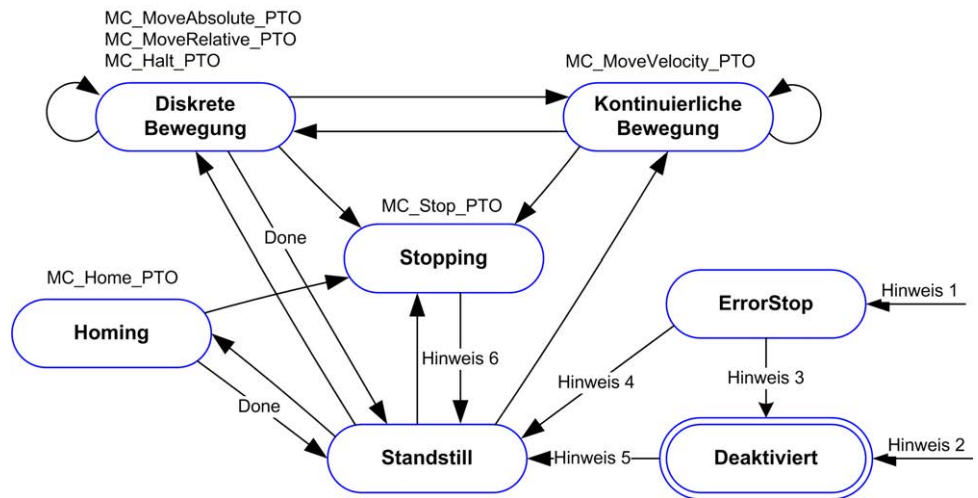 MC_MoveAbsolute_PTO
MC_MoveRelative_PTO
MC_Halt_PTO
MC_MoveVelocity_PTO
Diskrete
Bewegung
Kontinuierliche
Bewegung
MC_Stop_PTO
Done
Stopping
MC_Home_PTO
Homing
ErrorStop
Hinweis 1
Hinweis 6
Hinweis 4
Hinweis 3
Done
Standstill
Hinweis 5
Deaktiviert
Hinweis 2